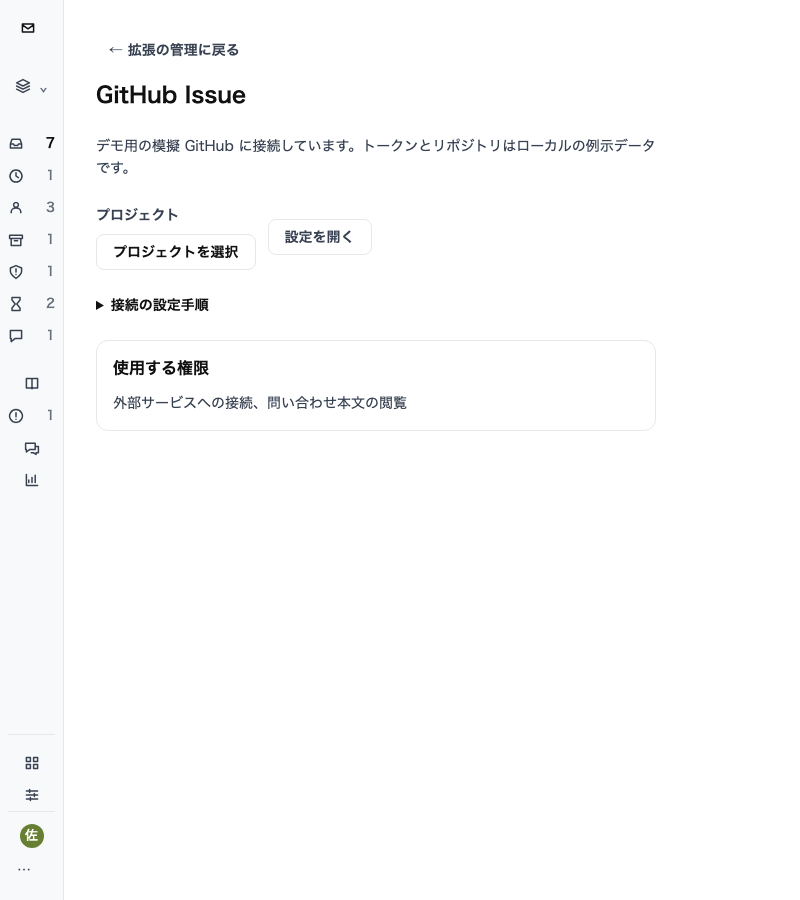 ← 拡張の管理に戻る
GitHub Issue
デモ用の模擬 GitHub に接続しています。トークンとリポジトリはローカルの例示データ
です。
プロジェクト
プロジェクトを選択
設定を開く
▶ 接続の設定手順
使用する権限
外部サービスへの接続、問い合わせ本文の閲覧
7
1
3
1
1
2
1
1
佐
…